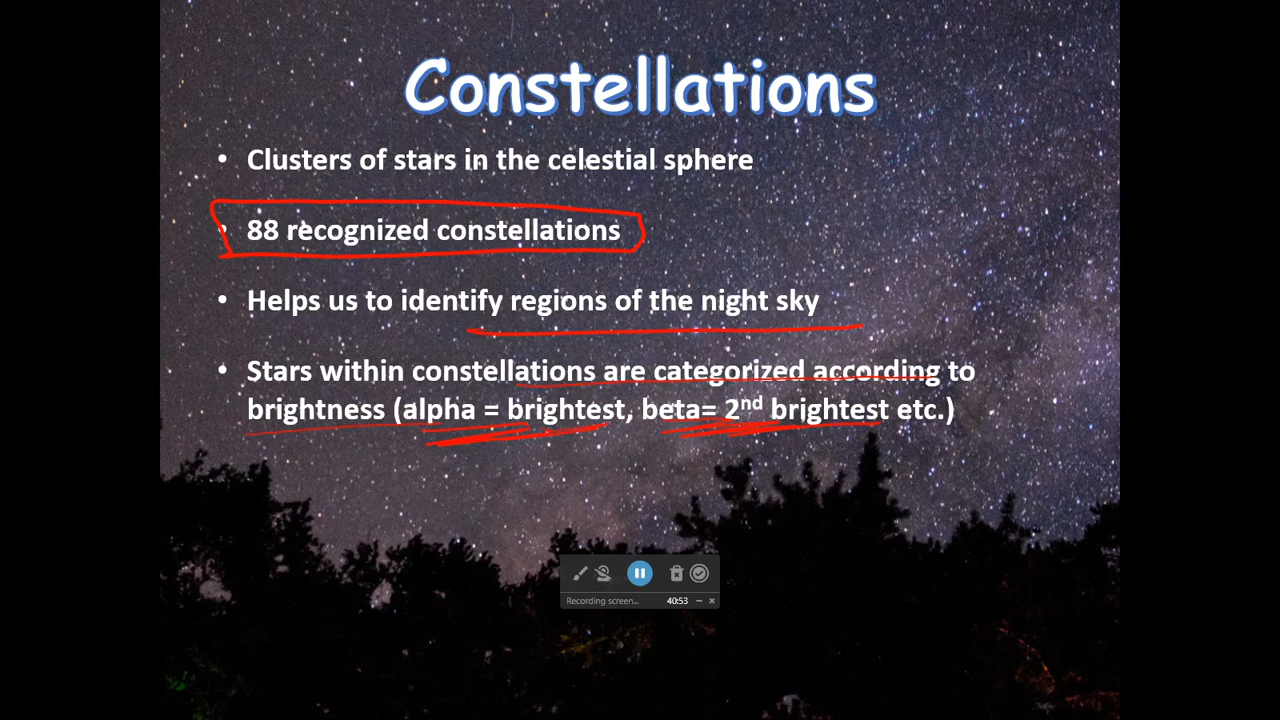 Constellations
• Clusters of stars in the celestial sphere
• 88 recognized constellations
• Helps us to identify regions of the night sky
• Stars within constellations are categorized according to
brightness (alpha = brightest, beta= 2nd brightest etc.)
Recording screen... 40:53